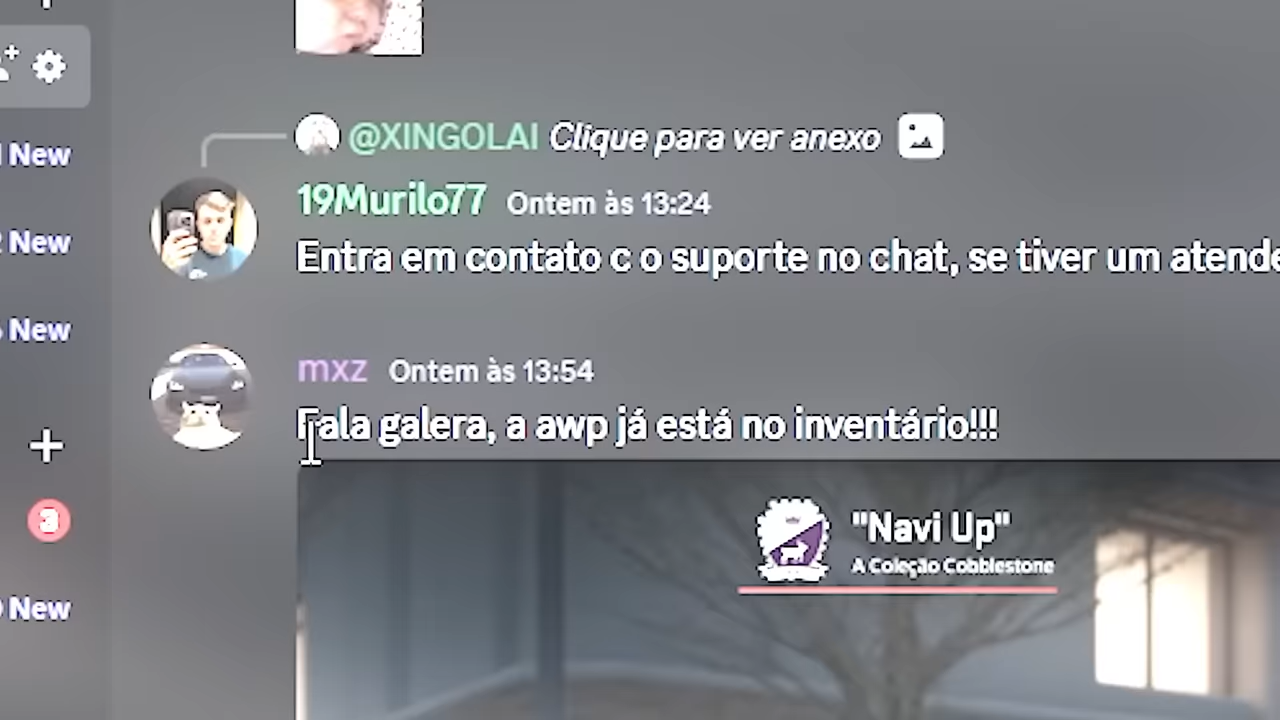 New
@XINGOLAI Clique para ver anexo
19Murilo77 Ontem às 13:24
New
Entra em contato c o suporte no chat, se tiver um
New
mxz Ontem às 13:54
Fala galera, a awp já está no inventário!!!
3
"Navi Up"
A Coleção Cobblestone
New